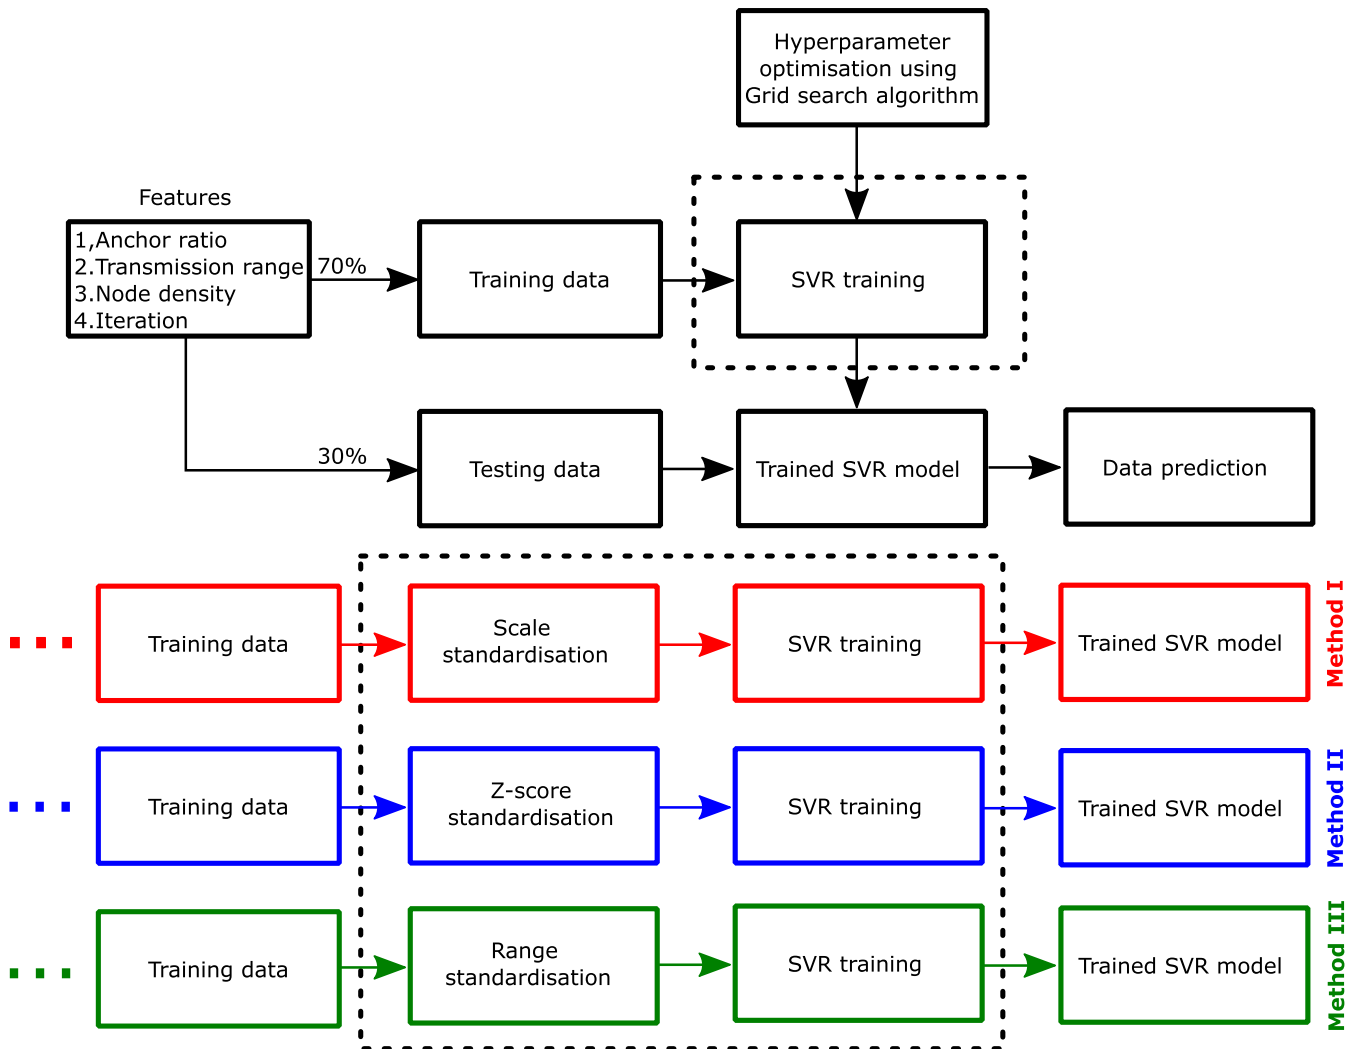 Hyperparameter
optimisation using
Grid search algorithm
Features
1,Anchor ratio
2.Transmission range
3.Node density
4.Iteration
70%
Training data
SVR training
30%
Testing data
Trained SVR model
Data prediction
Training data
Scale
standardisation
SVR training
Trained SVR model
Method I
Training data
Z-score
standardisation
SVR training
Trained SVR model
Method II
Training data
Range
standardisation
SVR training
Trained SVR model
Method III